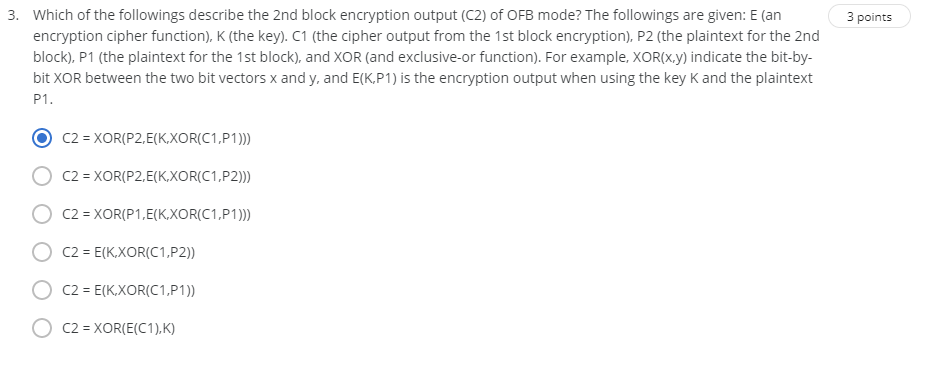 3. Which of the followings describe the 2nd block encryption output (C2) of OFB mode? The followings are given: E (an
3 points
encryption cipher function), K (the key). C1 (the cipher output from the 1st block encryption), P2 (the plaintext for the 2nd
block), P1 (the plaintext for the 1st block), and XOR (and exclusive-or function). For example, XOR(x,y) indicate the bit-by-
bit XOR between the two bit vectors x and y, and E(K,P1) is the encryption output when using the key K and the plaintext
P1.
C2 = XOR(P2,E(K,XOR(C1,P1)))
C2 = XOR(P2,E(K,XOR(C1,P2)))
C2 = XOR(P1,E(K,XOR(C1,P1)))
C2 = E(K,XOR(C1,P2))
C2 = E(K,XOR(C1,P1))
C2 = XOR(E(C1),K)